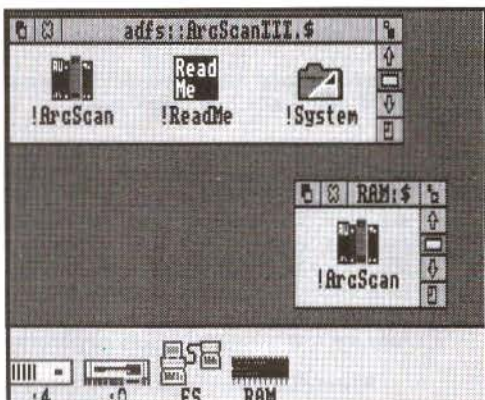 adfs::ArcScanIII.$
Read
Me
!ArcScan !ReadMe !System
RAM:$
!ArcScan
:4 :0 FS RAM